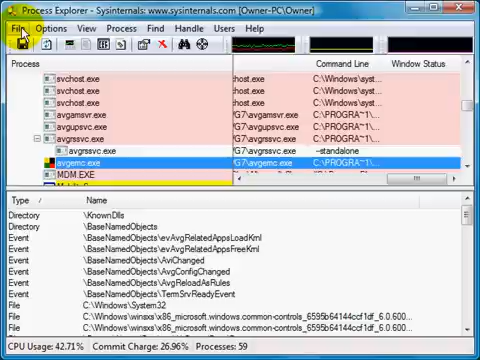 Process Explorer - Sysinternals: www.sysinternals.com [Owner-PC\Owner]
File Options View Process Find Handle Users Help
Process Command Line Window Status
svchost.exe thost.exe C:\Windows\syst...
svchost.exe thost.exe C:\Windows\syst...
svchost.exe thost.exe C:\Windows\syst...
avgamsvr.exe /G7\avgamsvr.exe C:\PROGRA~1\...
avgupsvc.exe /G7\avgupsvc.exe C:\PROGRA~1\...
avgrssvc.exe /G7\avgrssvc.exe C:\PROGRA~1\...
avgrssvc.exe /G7\avgrssvc.exe --standalone
avgemc.exe /G7\avgemc.exe C:\PROGRA~1\...
MDM.EXE
Type Name
Directory \KnownDlls
Directory \BaseNamedObjects
Event \BaseNamedObjects\evAvgRelatedAppsLoadKml
Event \BaseNamedObjects\evAvgRelatedAppsFreeKml
Event \BaseNamedObjects\AviChanged
Event \BaseNamedObjects\AvgConfigChanged
Event \BaseNamedObjects\AvgReloadAsRules
Event \BaseNamedObjects\TermSrvReadyEvent
File C:\Windows\System32
File C:\Windows\winsxs\x86_microsoft.windows.common-controls_6595b64144ccf1df_6.0.600...
File C:\Windows\winsxs\x86_microsoft.windows.common-controls_6595b64144ccf1df_6.0.600...
CPU Usage: 42.71% Commit Charge: 26.96% Processes: 59